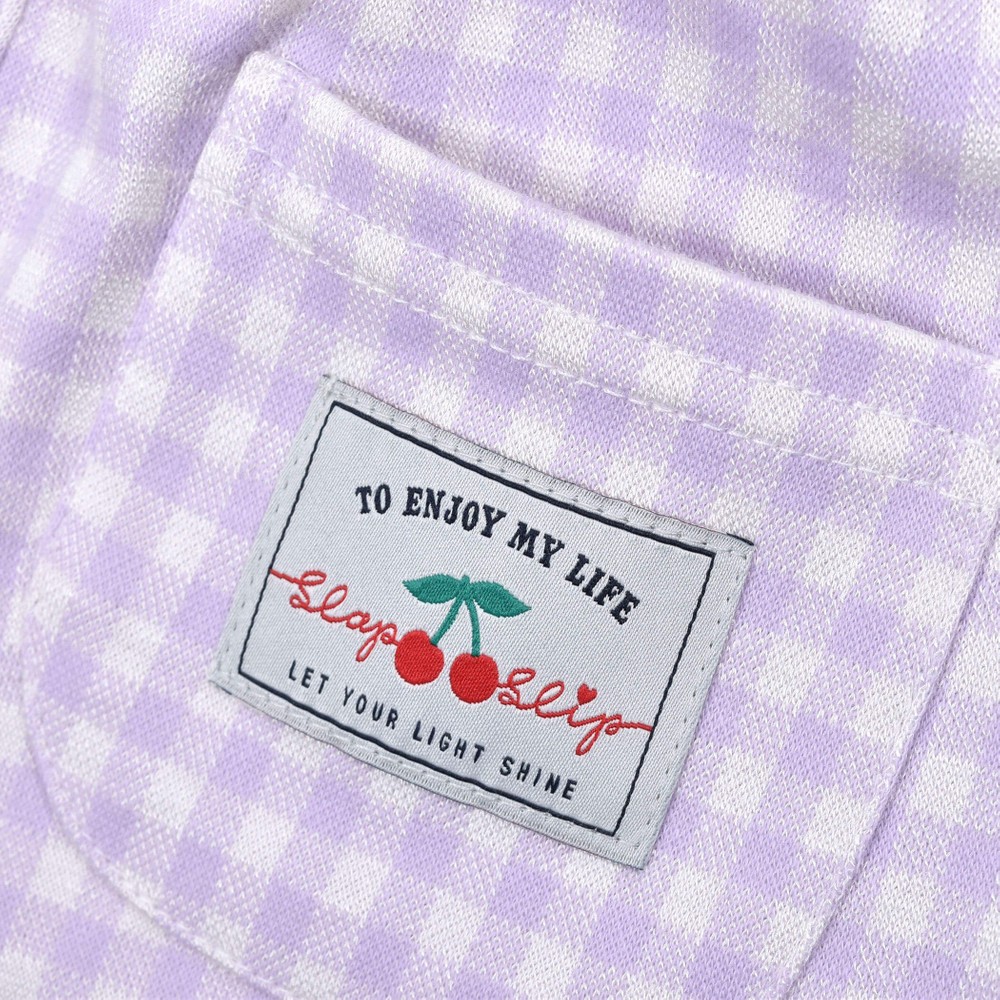 TO ENJOY MY LIFE
Slap Slip
LET YOUR LIGHT SHINE